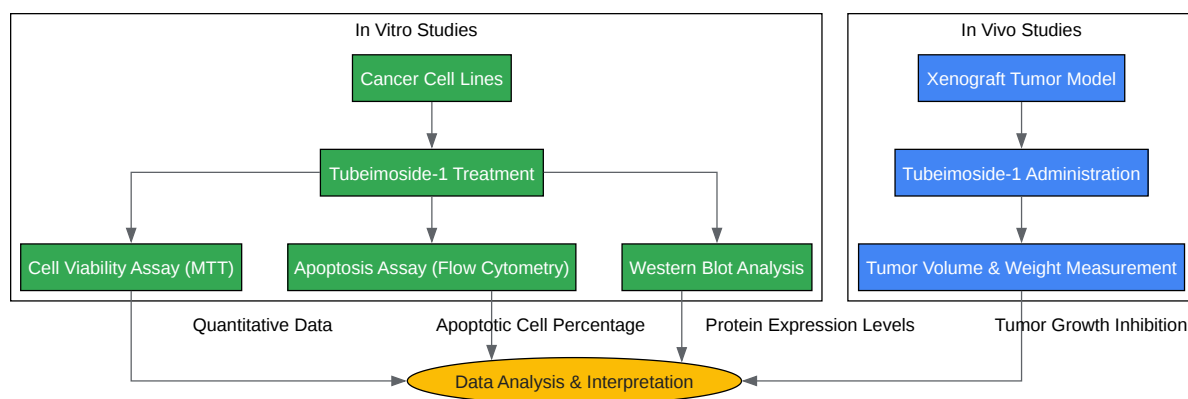 In Vitro Studies
Cancer Cell Lines
Tubeimoside-1 Treatment
Cell Viability Assay (MTT)
Apoptosis Assay (Flow Cytometry)
Western Blot Analysis
In Vivo Studies
Xenograft Tumor Model
Tubeimoside-1 Administration
Tumor Volume & Weight Measurement
Quantitative Data
Apoptotic Cell Percentage
Protein Expression Levels
Tumor Growth Inhibition
Data Analysis & Interpretation